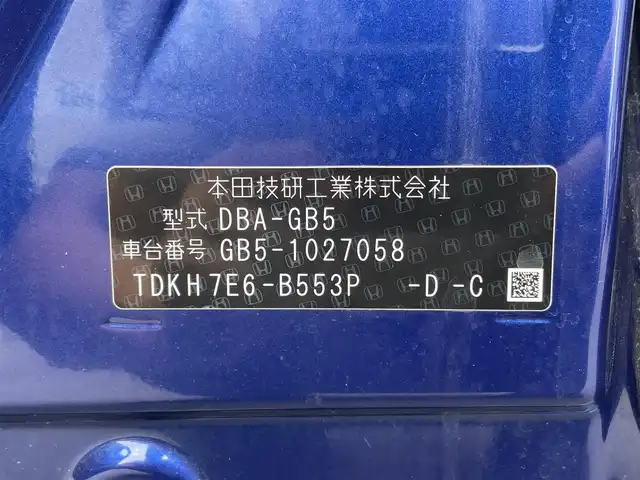 本田技研工業株式会社
型式 DBA-GB5
車台番号 GB5-1027058
TDKH7E6-B553P -D -C